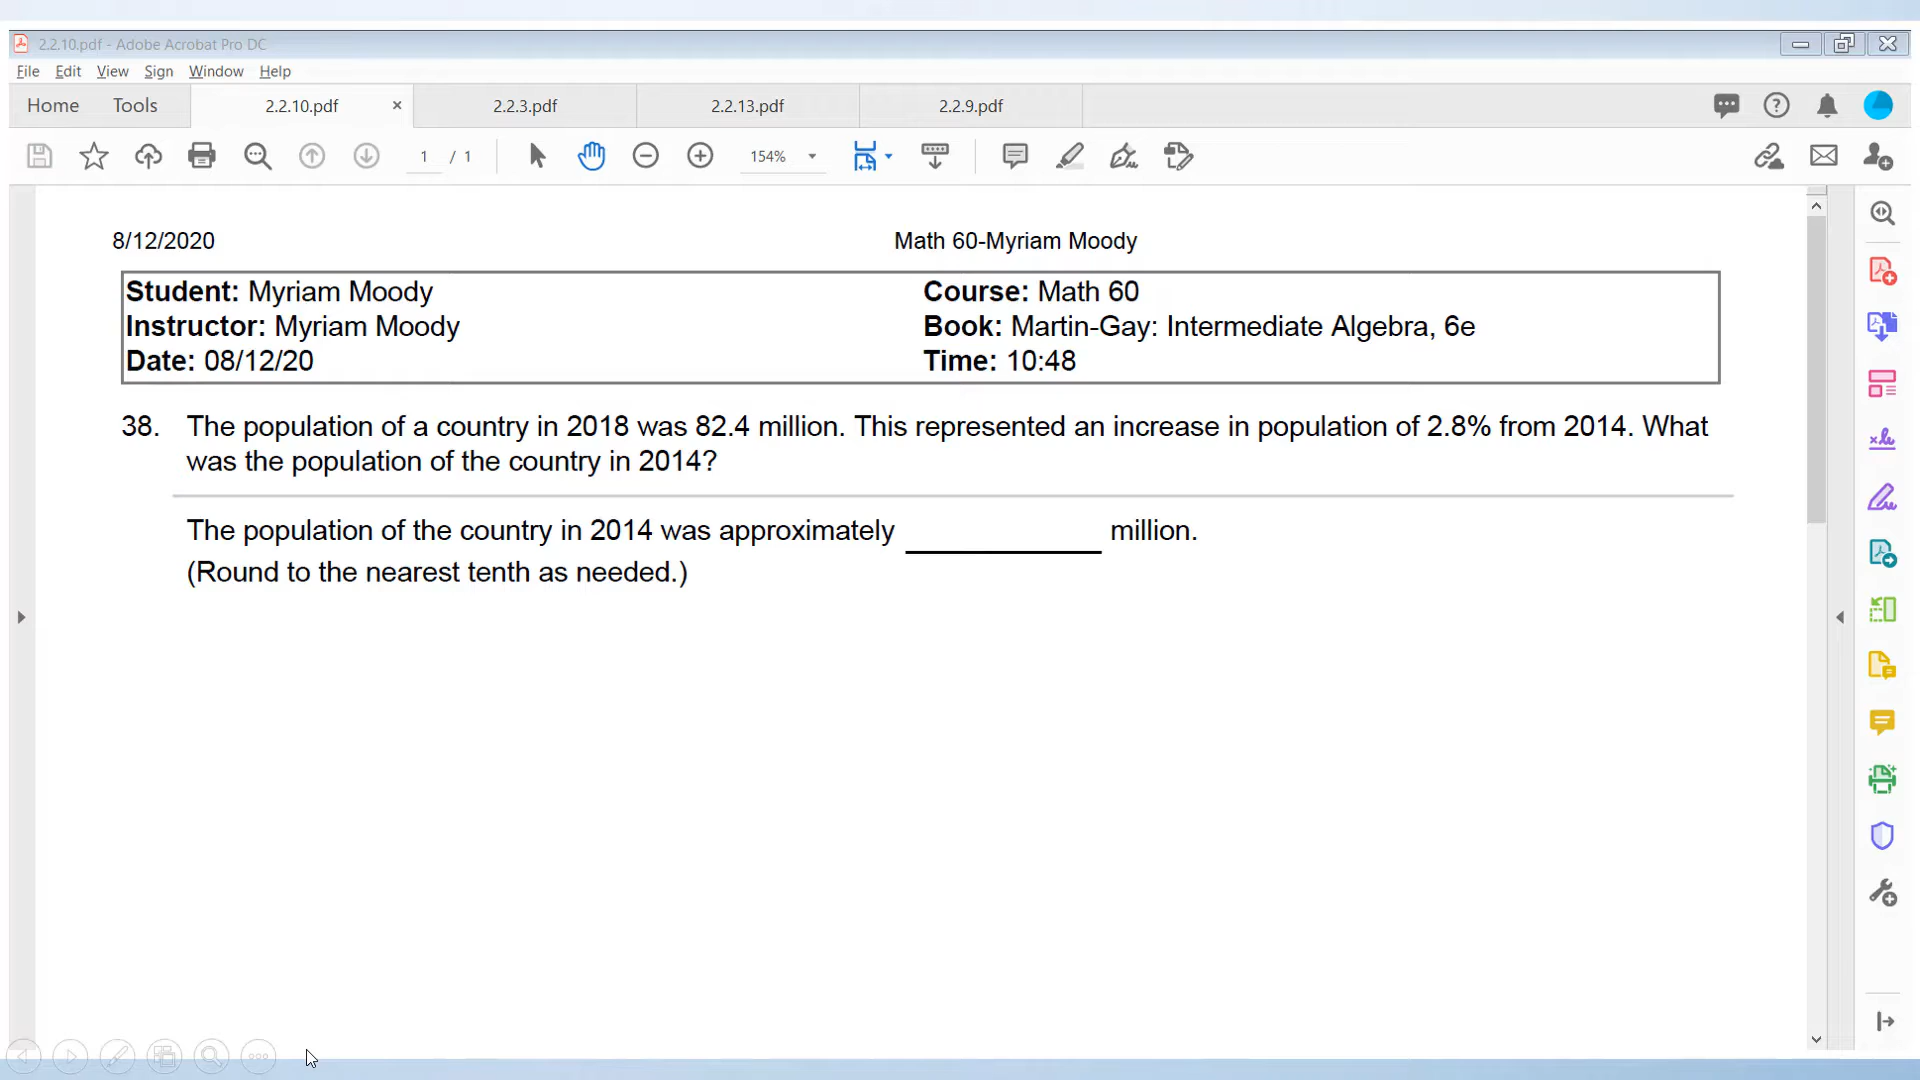 2.2.10.pdf - Adobe Acrobat Pro DC
File Edit View Sign Window Help
Home Tools 2.2.10.pdf × 2.2.3.pdf 2.2.13.pdf 2.2.9.pdf
1 / 1 154%
8/12/2020 Math 60-Myriam Moody
Student: Myriam Moody Course: Math 60
Instructor: Myriam Moody Book: Martin-Gay: Intermediate Algebra, 6e
Date: 08/12/20 Time: 10:48
38. The population of a country in 2018 was 82.4 million. This represented an increase in population of 2.8% from 2014. What
was the population of the country in 2014?
The population of the country in 2014 was approximately __________ million.
(Round to the nearest tenth as needed.)